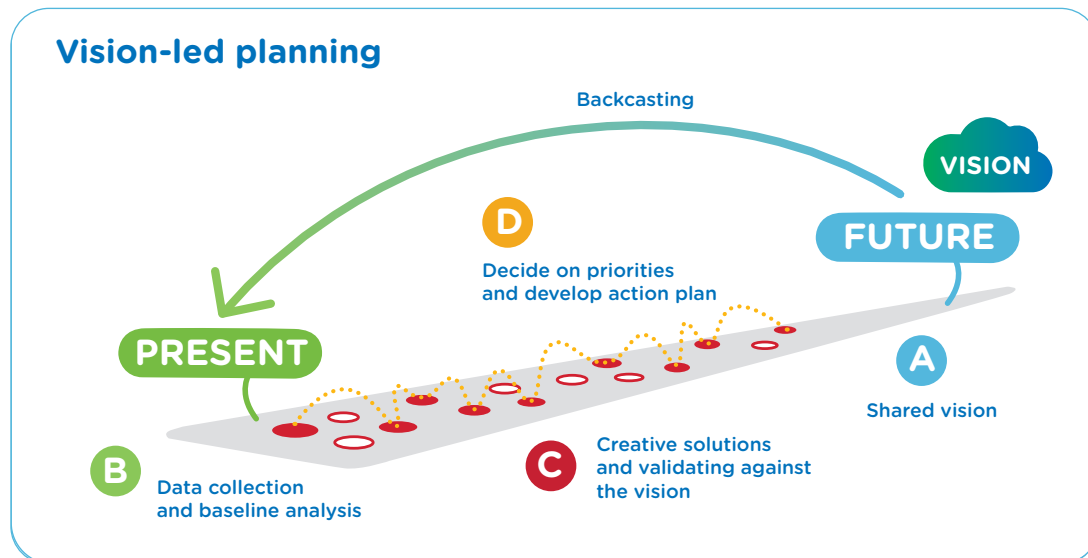 Vision-led planning
Backcasting
VISION
D
FUTURE
Decide on priorities
and develop action plan
PRESENT
A
Shared vision
B
Data collection
and baseline analysis
C
Creative solutions
and validating against
the vision